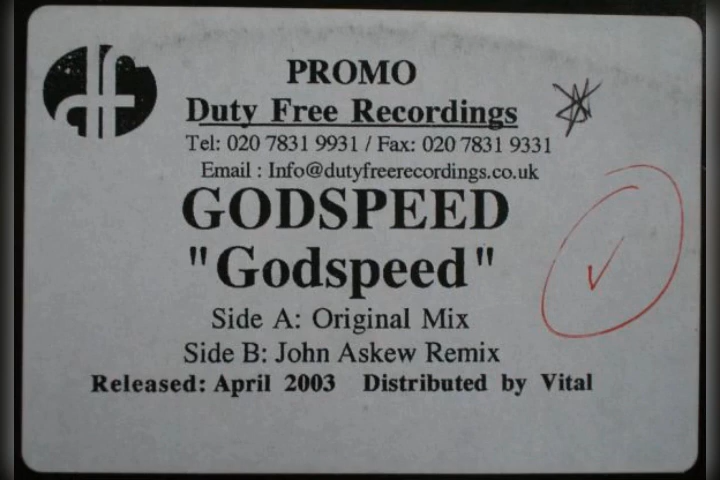 df
PROMO
Duty Free Recordings
Tel: 020 7831 9931 / Fax: 020 7831 9331
Email : Info@dutyfreerecordings.co.uk
GODSPEED
"Godspeed"
Side A: Original Mix
Side B: John Askew Remix
Released: April 2003 Distributed by Vital